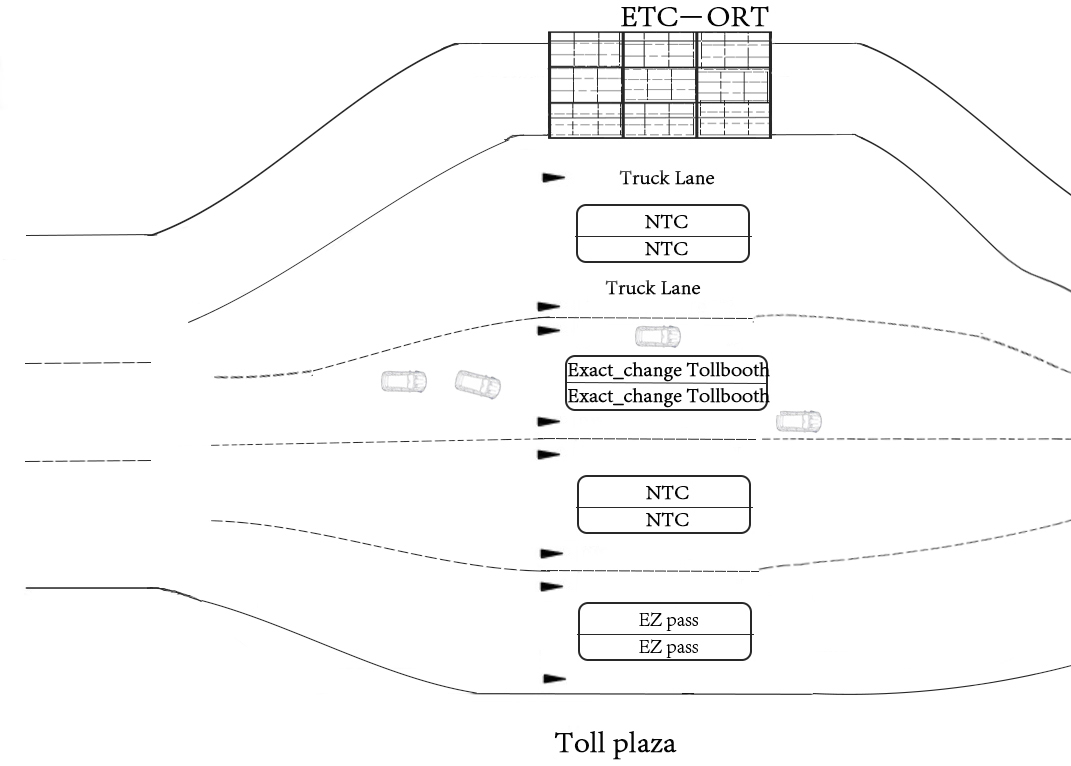 ETC—ORT
Truck Lane
NTC
NTC
Truck Lane
Exact_change Tollbooth
Exact_change Tollbooth
NTC
NTC
EZ pass
EZ pass
Toll plaza